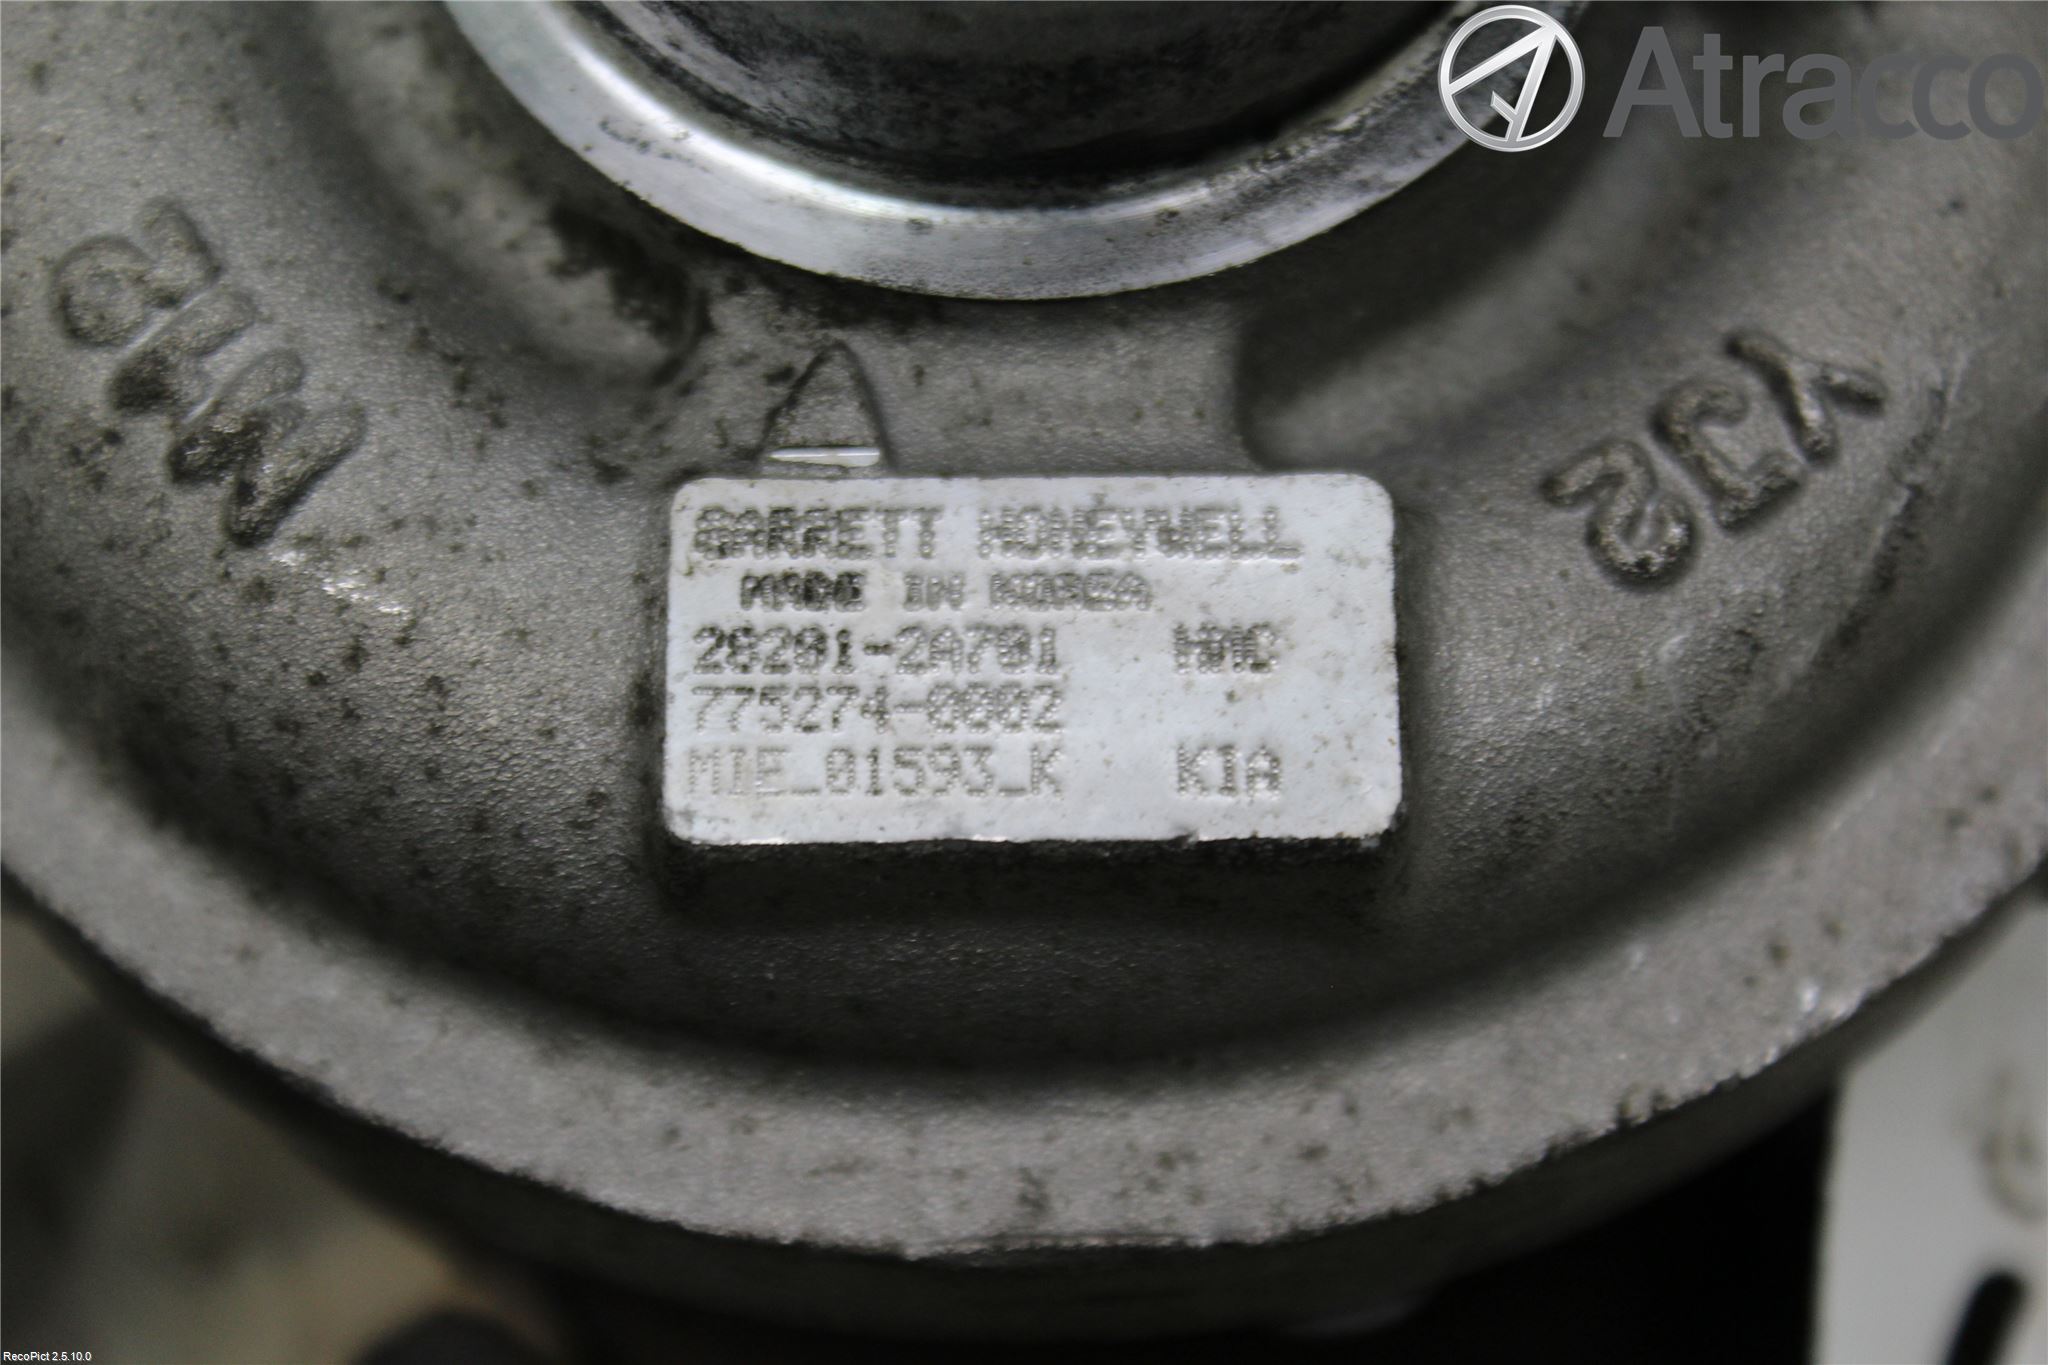 Atracco
GARRETT HONEYWELL
MADE IN KOREA
28201-2A701 HMC
775274-0002
MIE_01593_K KIA
RecoPict 2.5.10.0